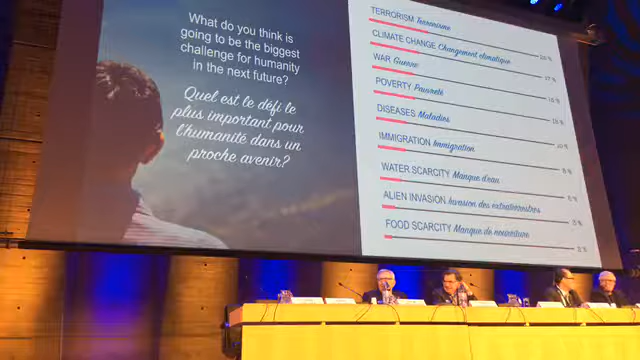 What do you think is
going to be the biggest
challenge for humanity
in the next future?
Quel est le défi le
plus important pour
l'humanité dans un
proche avenir?
TERRORISM Terrorisme
CLIMATE CHANGE Changement climatique
WAR Guerre
POVERTY Pauvreté
DISEASES Maladies
IMMIGRATION Immigration
WATER SCARCITY Manque d'eau
ALIEN INVASION Invasion des extraterrestres
FOOD SCARCITY Manque de nourriture